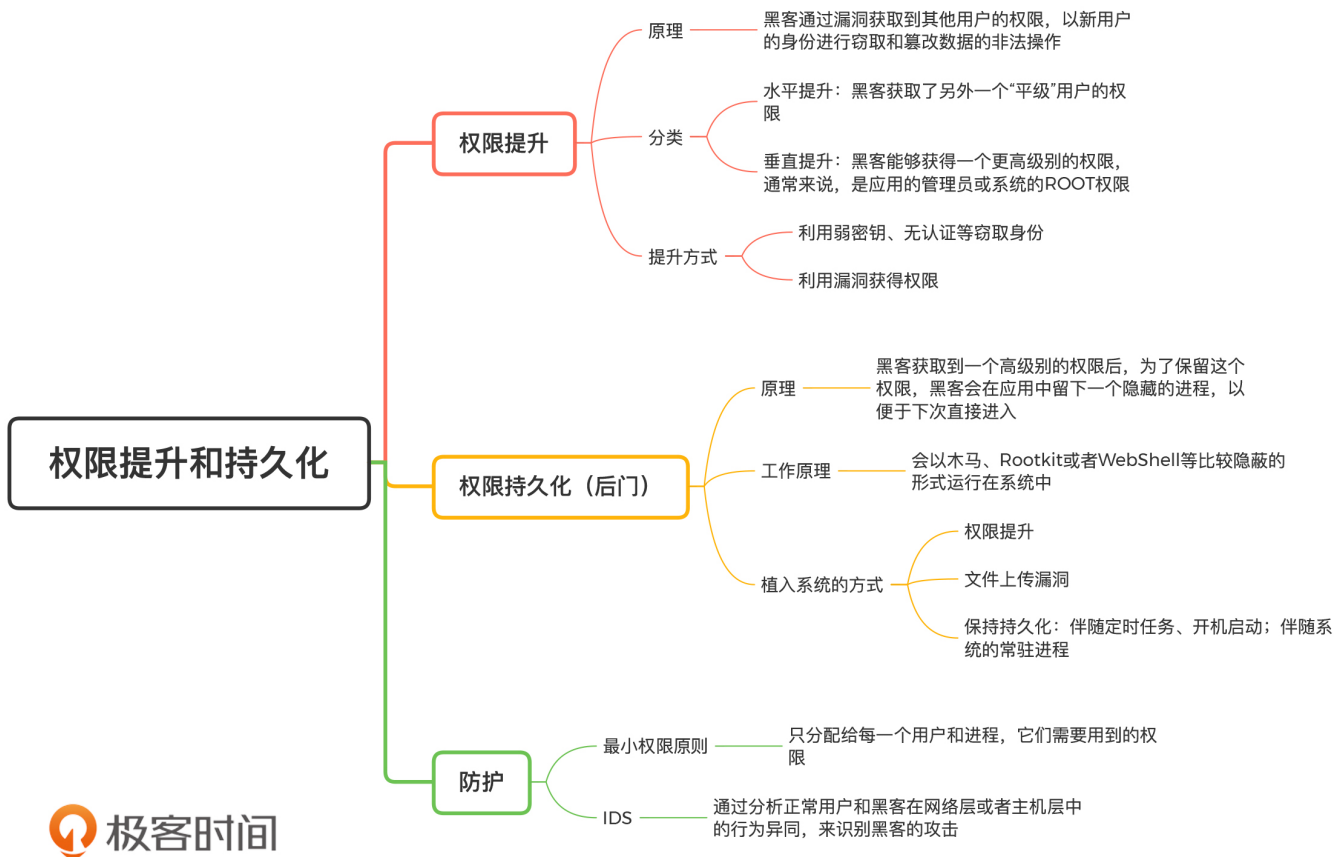 权限提升和持久化
权限提升
原理
黑客通过漏洞获取到其他用户的权限，以新用户
的身份进行窃取和篡改数据的非法操作
分类
水平提升：黑客获取了另外一个“平级”用户的权
限
垂直提升：黑客能够获得一个更高级别的权限，
通常来说，是应用的管理员或系统的ROOT权限
提升方式
利用弱密钥、无认证等窃取身份
利用漏洞获得权限
权限持久化（后门）
原理
黑客获取到一个高级别的权限后，为了保留这个
权限，黑客会在应用中留下一个隐藏的进程，以
便于下次直接进入
工作原理
会以木马、Rootkit或者WebShell等比较隐蔽的
形式运行在系统中
植入系统的方式
权限提升
文件上传漏洞
保持持久化：伴随定时任务、开机启动；伴随系
统的常驻进程
防护
最小权限原则
只分配给每一个用户和进程，它们需要用到的权
限
IDS
通过分析正常用户和黑客在网络层或者主机层中
的行为异同，来识别黑客的攻击
极客时间